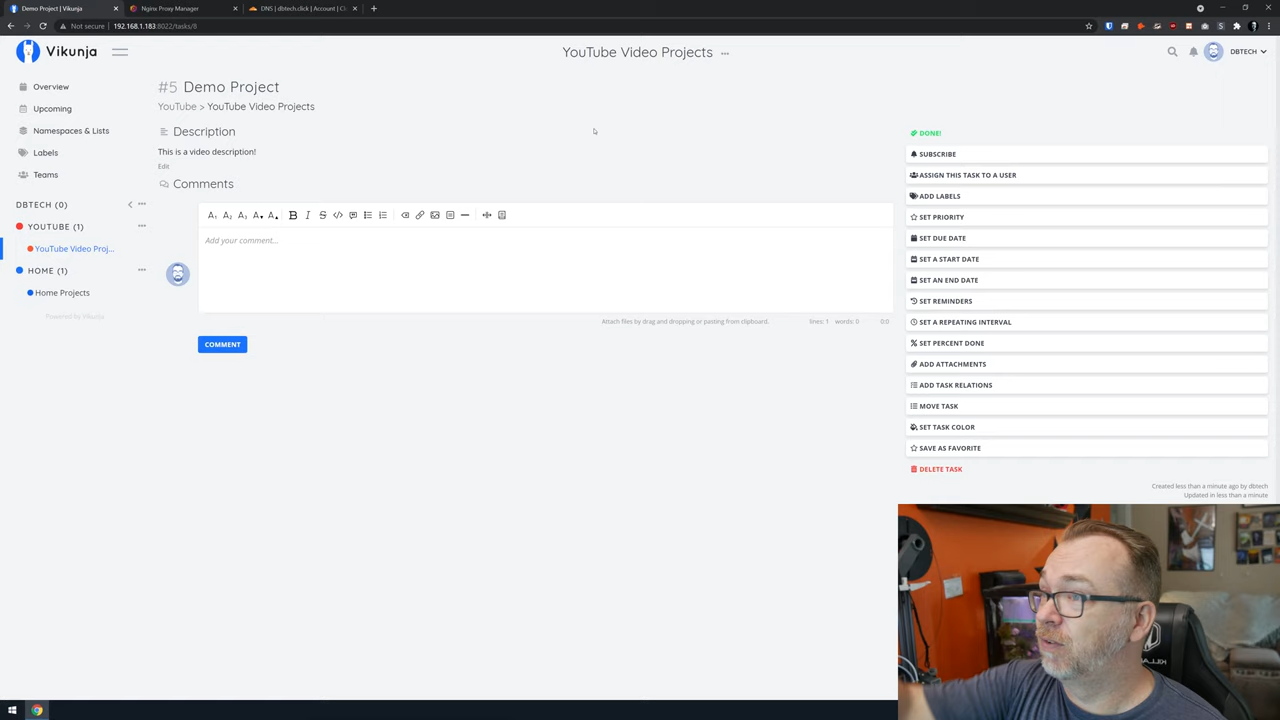 Demo Project | Vikunja
Nginx Proxy Manager
DNS | dbtech.click | Account | Cl
Not secure
192.168.1.183:8022/tasks/8
Vikunja
YouTube Video Projects
DBTECH
Overview
Upcoming
Namespaces & Lists
Labels
Teams
DBTECH (0)
YOUTUBE (1)
YouTube Video Proj...
HOME (1)
Home Projects
Powered by Vikunja
#5 Demo Project
YouTube > YouTube Video Projects
Description
This is a video description!
Edit
Comments
Add your comment...
Attach files by drag and dropping or pasting from clipboard.
lines: 1 words: 0 0:0
COMMENT
DONE!
SUBSCRIBE
ASSIGN THIS TASK TO A USER
ADD LABELS
SET PRIORITY
SET DUE DATE
SET A START DATE
SET AN END DATE
SET REMINDERS
SET A REPEATING INTERVAL
SET PERCENT DONE
ADD ATTACHMENTS
ADD TASK RELATIONS
MOVE TASK
SET TASK COLOR
SAVE AS FAVORITE
DELETE TASK
Created less than a minute ago by dbtech
Updated in less than a minute